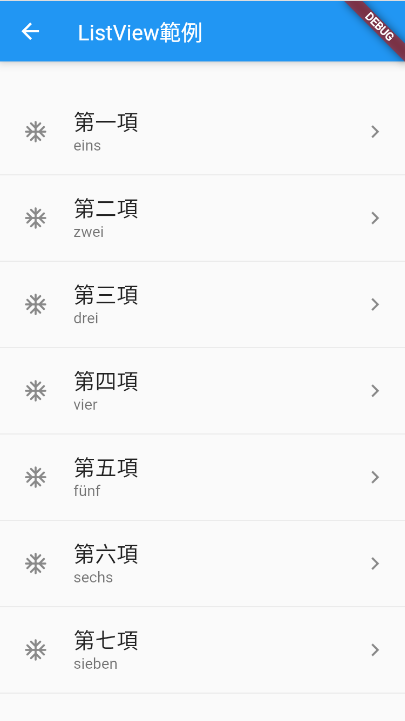 ListView範例
DEBUG
第一項
eins
第二項
zwei
第三項
drei
第四項
vier
第五項
fünf
第六項
sechs
第七項
sieben